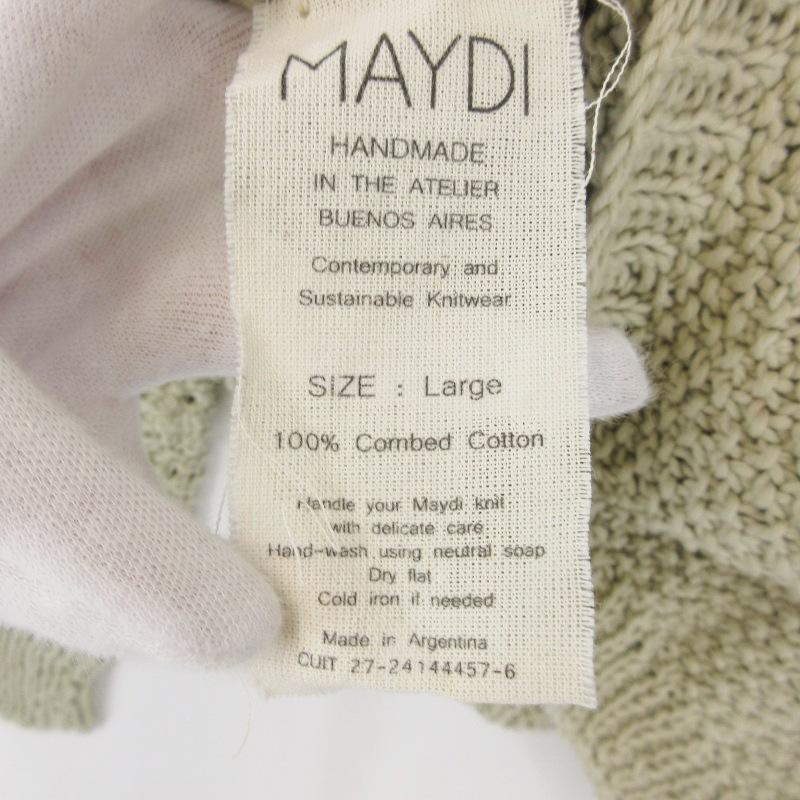 MAYDI
HANDMADE
IN THE ATELIER
BUENOS AIRES
Contemporary and
Sustainable Knitwear
SIZE : Large
100% Combed Cotton
Handle your Maydi knit
with delicate care
Hand-wash using neutral soap
Dry flat
Cold iron if needed
Made in Argentina
CUIT 27-24144457-6